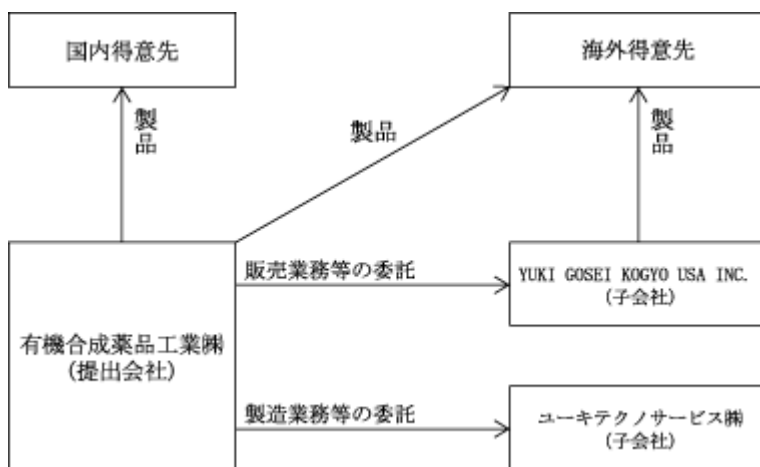 国内得意先
海外得意先
製品
製品
製品
販売業務等の委託
YUKI GOSEI KOGYO USA INC.
(子会社)
有機合成薬品工業㈱
(提出会社)
製造業務等の委託
ユーキテクノサービス㈱
(子会社)